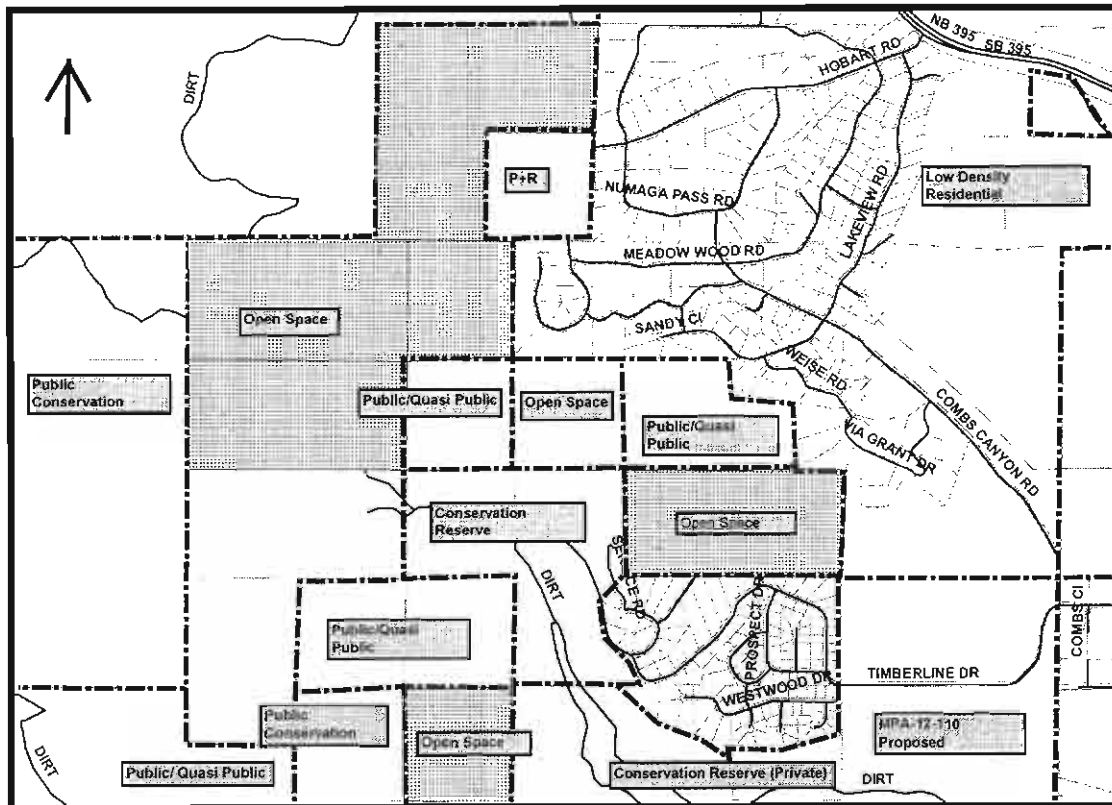 NB 395
SB 395
HOBART RD
DIRT
P+R
Low Density
Residential
NUMAGA PASS RD
LAKEVIEW RD
MEADOW WOOD RD
Open Space
SANDY CI
WEISE RD
Public
Conservation
Public/Quasi Public
Open Space
Public/Quasi
Public
COMBS CANYON RD
VIA GRANT DR
Conservation
Reserve
Open Space
DIRT
PROSPECT DR
COMBS CI
Public/Quasi
Public
TIMBERLINE DR
WESTWOOD DR
Public
Conservation
Open Space
MPA-12-110
Proposed
DIRT
Public/ Quasi Public
Conservation Reserve (Private)
DIRT